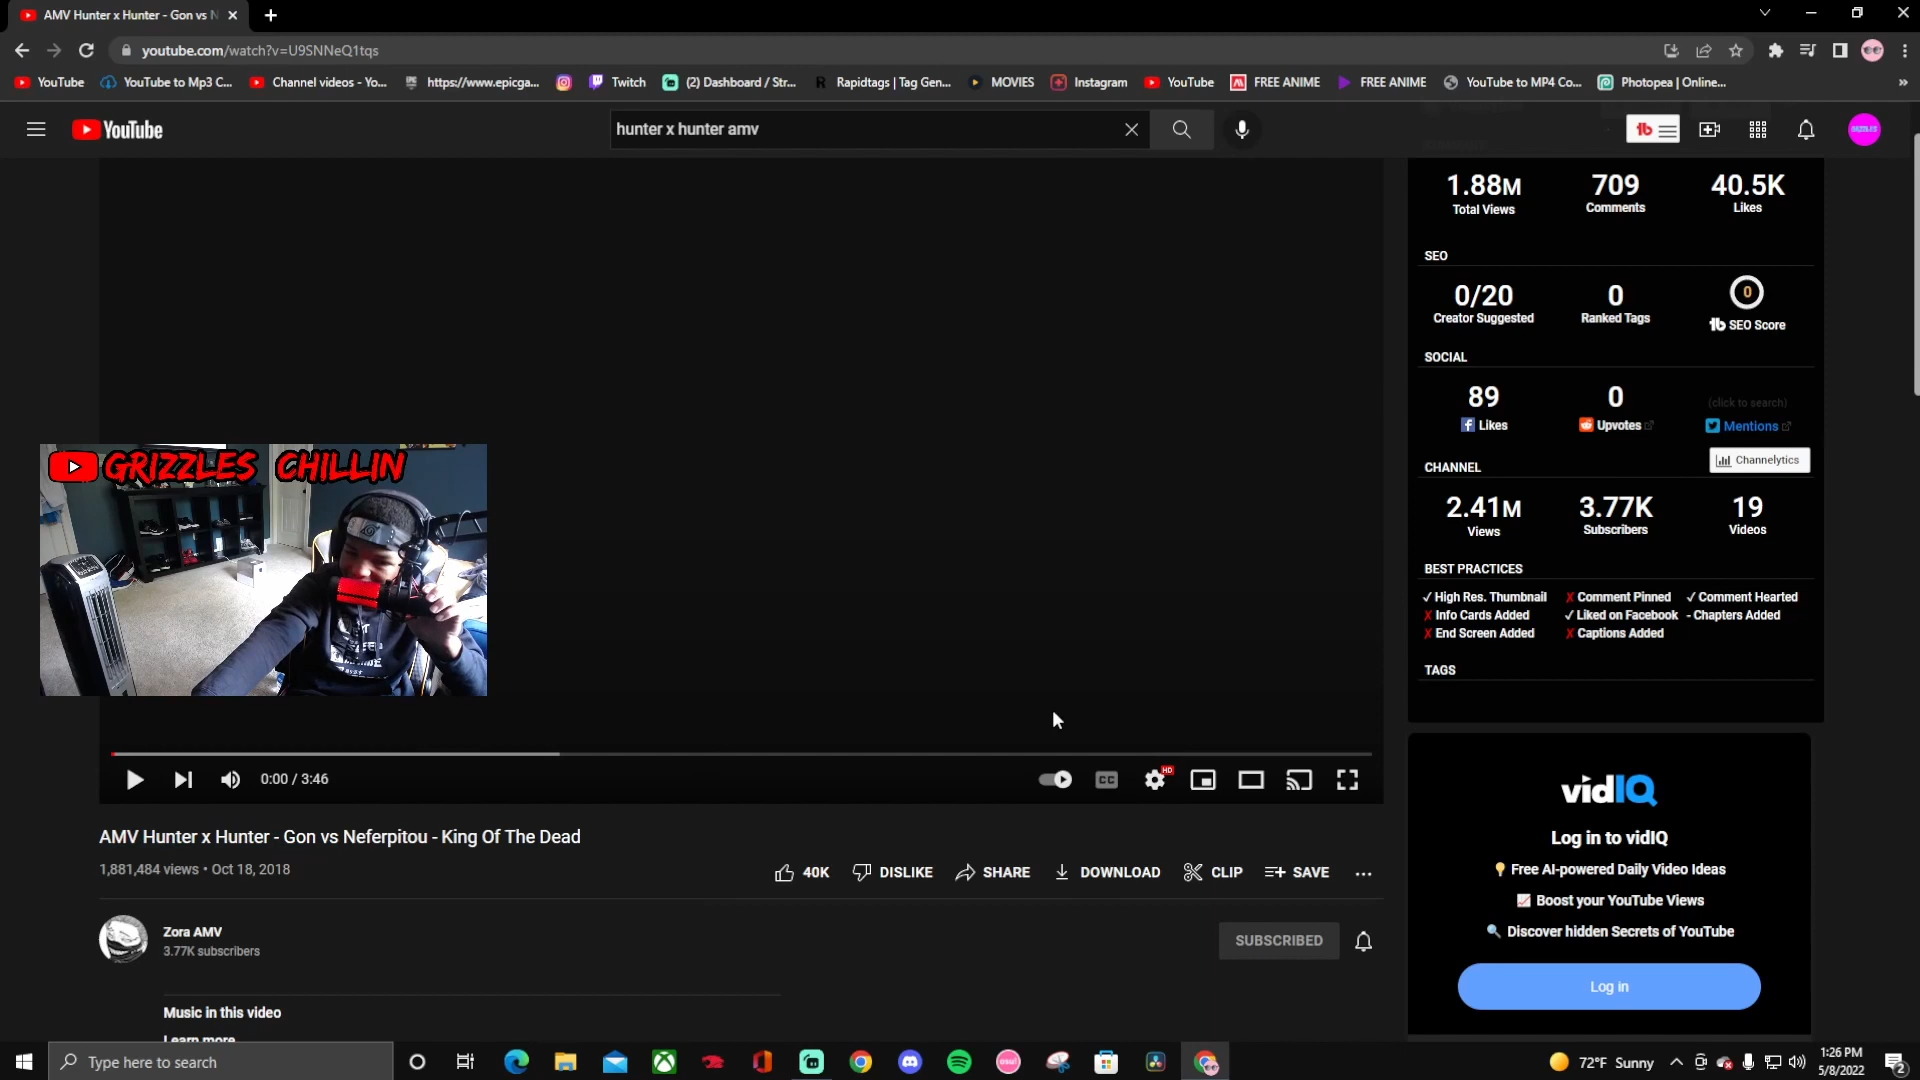 AMV Hunter x Hunter - Gon vs N
youtube.com/watch?v=U9SNNeQ1tqs
YouTube YouTube to Mp3 C... Channel videos - Yo... https://www.epicga... Twitch (2) Dashboard / Str... Rapidtags | Tag Gen... MOVIES Instagram YouTube FREE ANIME FREE ANIME YouTube to MP4 Co... Photopea | Online... »
YouTube
hunter x hunter amv
1.88M 709 40.5K
Total Views Comments Likes
SEO
0/20 0 0
Creator Suggested Ranked Tags tb SEO Score
SOCIAL
89 0 (click to search)
Likes Upvotes Mentions
CHANNEL Channelytics
2.41M 3.77K 19
Views Subscribers Videos
BEST PRACTICES
✓ High Res. Thumbnail ✗ Comment Pinned ✓ Comment Hearted
✗ Info Cards Added ✓ Liked on Facebook - Chapters Added
✗ End Screen Added ✗ Captions Added
TAGS
GRIZZLES CHILLIN
0:00 / 3:46
CC
HD
AMV Hunter x Hunter - Gon vs Neferpitou - King Of The Dead
1,881,484 views • Oct 18, 2018
40K DISLIKE SHARE DOWNLOAD CLIP SAVE ...
Zora AMV
3.77K subscribers
SUBSCRIBED
Music in this video
Learn more
vidIQ
Log in to vidIQ
Free AI-powered Daily Video Ideas
Boost your YouTube Views
Discover hidden Secrets of YouTube
Log in
Type here to search
72°F Sunny
1:26 PM
5/8/2022
2